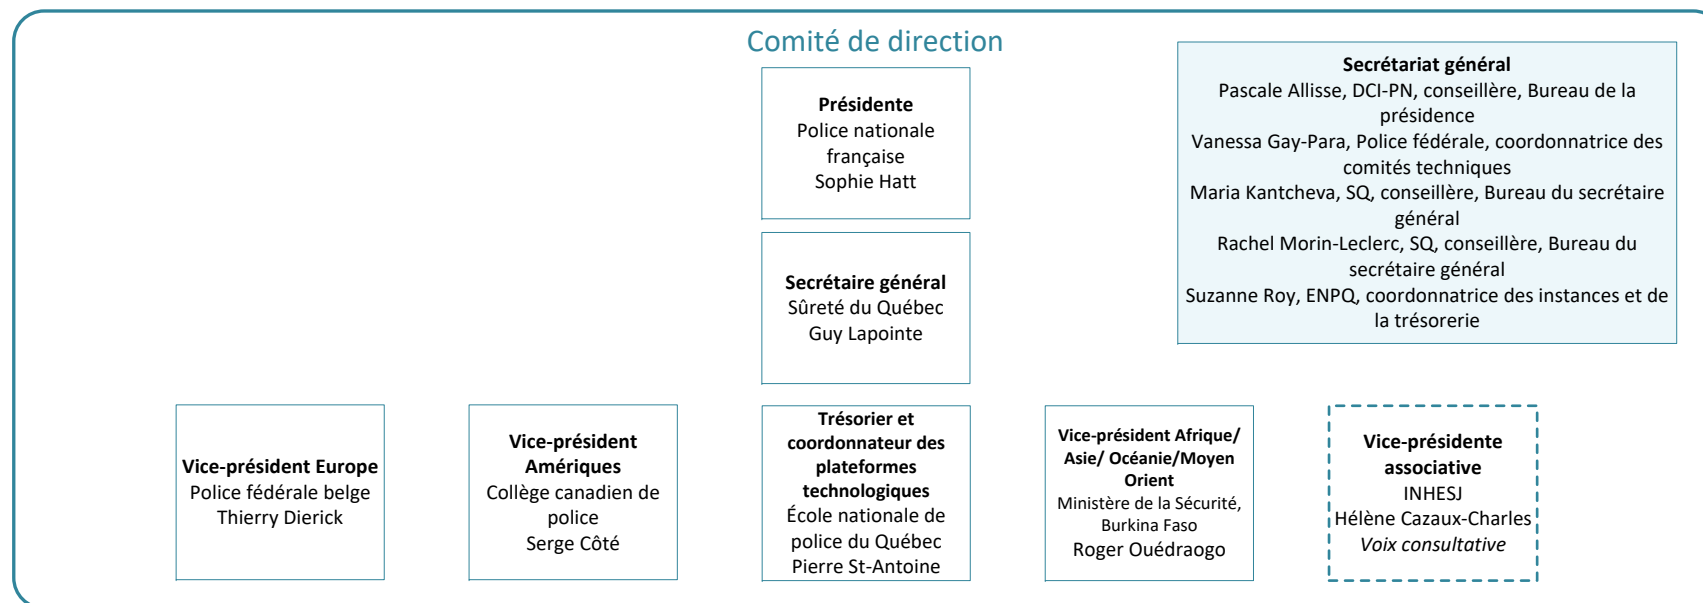 Comité de direction
Présidente
Police nationale
française
Sophie Hatt
Secrétariat général
Pascale Allisse, DCI-PN, conseillère, Bureau de la
présidence
Vanessa Gay-Para, Police fédérale, coordonnatrice des
comités techniques
Maria Kantcheva, SQ, conseillère, Bureau du secrétaire
général
Rachel Morin-Leclerc, SQ, conseillère, Bureau du
secrétaire général
Suzanne Roy, ENPQ, coordonnatrice des instances et de
la trésorerie
Secrétaire général
Sûreté du Québec
Guy Lapointe
Vice-président Europe
Police fédérale belge
Thierry Dierick
Vice-président
Amériques
Collège canadien de
police
Serge Côté
Trésorier et
coordonnateur des
plateformes
technologiques
École nationale de
police du Québec
Pierre St-Antoine
Vice-président Afrique/
Asie/ Océanie/Moyen
Orient
Ministère de la Sécurité,
Burkina Faso
Roger Ouédraogo
Vice-présidente
associative
INHESJ
Hélène Cazaux-Charles
Voix consultative